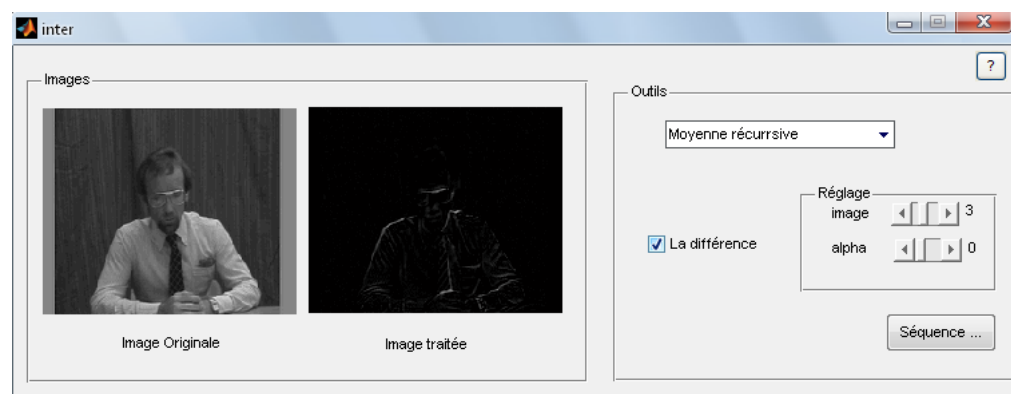 inter
?
Images
Image Originale
Image traitée
Outils
Moyenne récurrsive
La différence
Réglage
image 3
alpha 0
Séquence ...